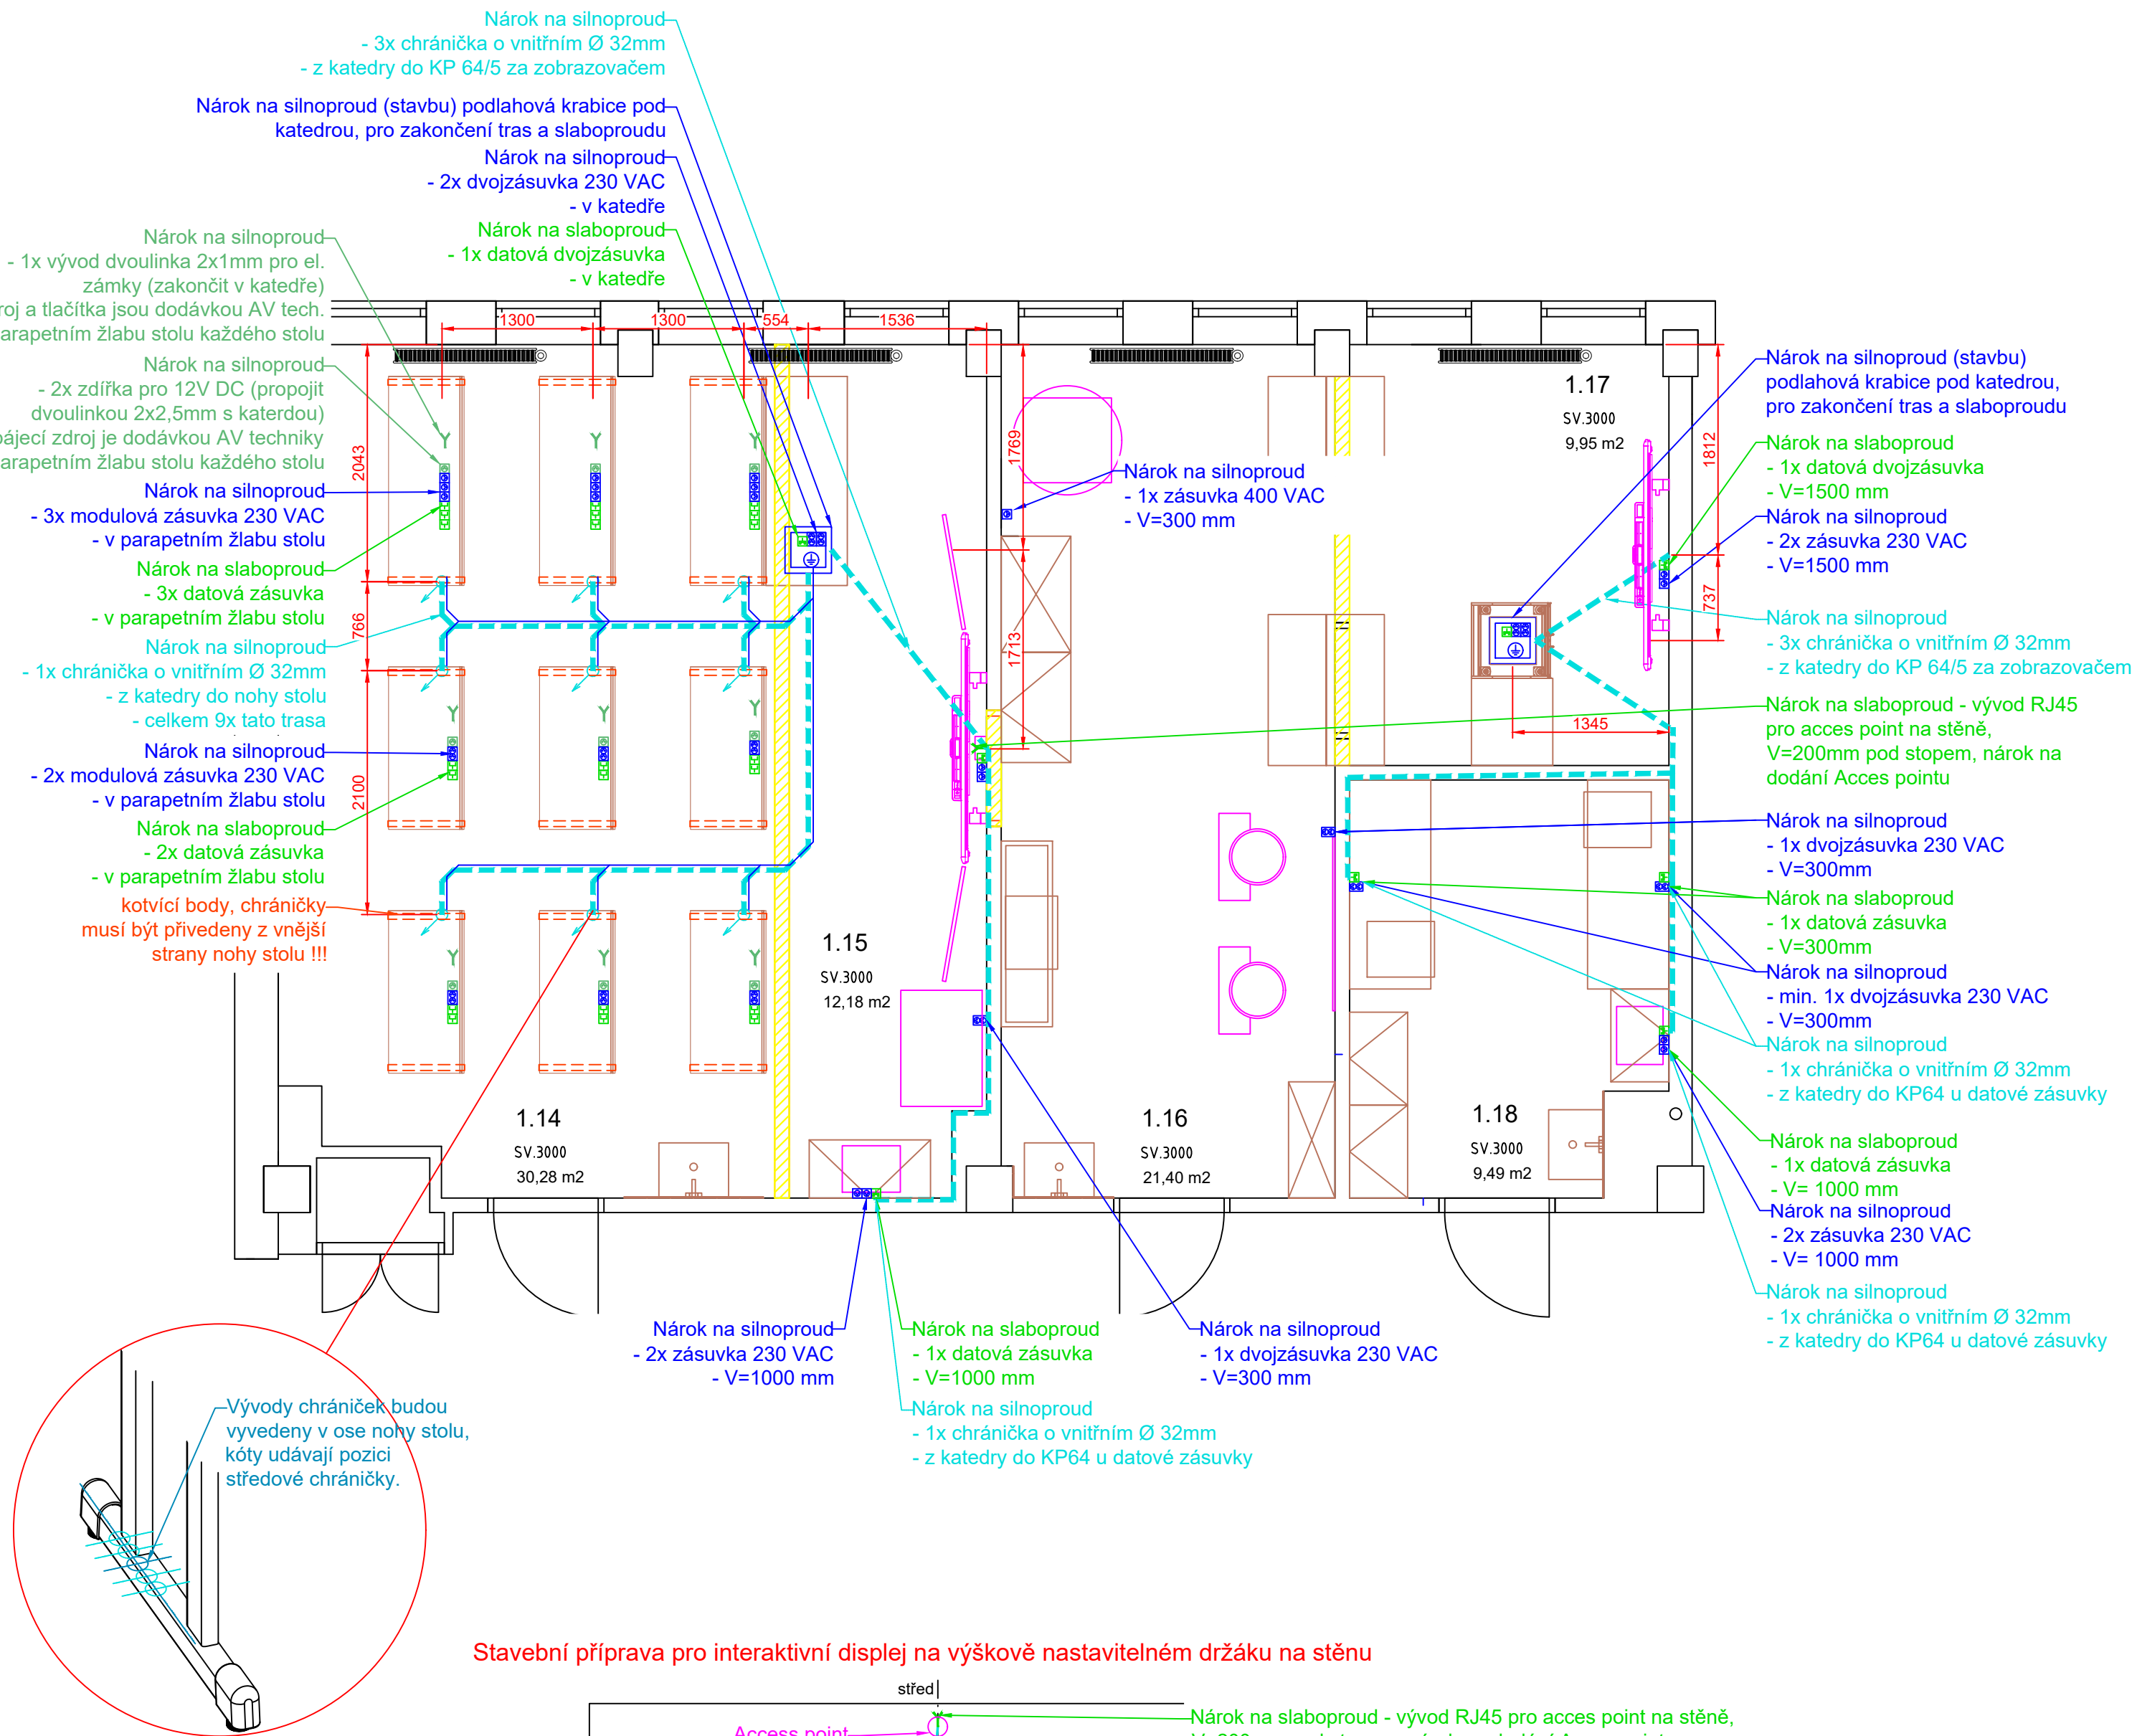 Nárok na silnoproud
- 3x chránička o vnitřním Ø 32mm
- z katedry do KP 64/5 za zobrazovačem
Nárok na silnoproud (stavbu) podlahová krabice pod
katedrou, pro zakončení tras a slaboproudu
Nárok na silnoproud
- 2x dvojzásuvka 230 VAC
- v katedře
Nárok na slaboproud
- 1x datová dvojzásuvka
- v katedře
Nárok na silnoproud
- 1x vývod dvoulinka 2x1mm pro el.
zámky (zakončit v katedře)
a tlačítka jsou dodávkou AV tech.
žlabu stolu každého stolu
Nárok na silnoproud
- 2x zdířka pro 12V DC (propojit
dvoulinkou 2x2,5mm s katerdou)
zdroj je dodávkou AV techniky
žlabu stolu každého stolu
Nárok na silnoproud
- 3x modulová zásuvka 230 VAC
- v parapetním žlabu stolu
Nárok na slaboproud
- 3x datová zásuvka
- v parapetním žlabu stolu
Nárok na silnoproud
- 1x chránička o vnitřním Ø 32mm
- z katedry do nohy stolu
- celkem 9x tato trasa
Nárok na silnoproud
- 2x modulová zásuvka 230 VAC
- v parapetním žlabu stolu
Nárok na slaboproud
- 2x datová zásuvka
- v parapetním žlabu stolu
kotvící body, chráničky
musí být přivedeny z vnější
strany nohy stolu !!!
1300
1300
554
1536
2043
766
2100
1769
1713
1812
737
1345
Nárok na silnoproud
- 1x zásuvka 400 VAC
- V=300 mm
1.17
SV.3000
9,95 m2
1.15
SV.3000
12,18 m2
1.14
SV.3000
30,28 m2
1.16
SV.3000
21,40 m2
1.18
SV.3000
9,49 m2
Nárok na silnoproud (stavbu)
podlahová krabice pod katedrou,
pro zakončení tras a slaboproudu
Nárok na slaboproud
- 1x datová dvojzásuvka
- V=1500 mm
Nárok na silnoproud
- 2x zásuvka 230 VAC
- V=1500 mm
Nárok na silnoproud
- 3x chránička o vnitřním Ø 32mm
- z katedry do KP 64/5 za zobrazovačem
Nárok na slaboproud - vývod RJ45
pro acces point na stěně,
V=200mm pod stopem, nárok na
dodání Acces pointu
Nárok na silnoproud
- 1x dvojzásuvka 230 VAC
- V=300mm
Nárok na slaboproud
- 1x datová zásuvka
- V=300mm
Nárok na silnoproud
- min. 1x dvojzásuvka 230 VAC
- V=300mm
Nárok na silnoproud
- 1x chránička o vnitřním Ø 32mm
- z katedry do KP64 u datové zásuvky
Nárok na slaboproud
- 1x datová zásuvka
- V= 1000 mm
Nárok na silnoproud
- 2x zásuvka 230 VAC
- V= 1000 mm
Nárok na silnoproud
- 1x chránička o vnitřním Ø 32mm
- z katedry do KP64 u datové zásuvky
Nárok na silnoproud
- 2x zásuvka 230 VAC
- V=1000 mm
Nárok na slaboproud
- 1x datová zásuvka
- V=1000 mm
Nárok na silnoproud
- 1x chránička o vnitřním Ø 32mm
- z katedry do KP64 u datové zásuvky
Nárok na silnoproud
- 1x dvojzásuvka 230 VAC
- V=300 mm
Vývody chrániček budou
vyvedeny v ose nohy stolu,
kóty udávají pozici
středové chráničky.
Stavební příprava pro interaktivní displej na výškově nastavitelném držáku na stěnu
střed
Access point
Nárok na slaboproud - vývod RJ45 pro acces point na stěně,